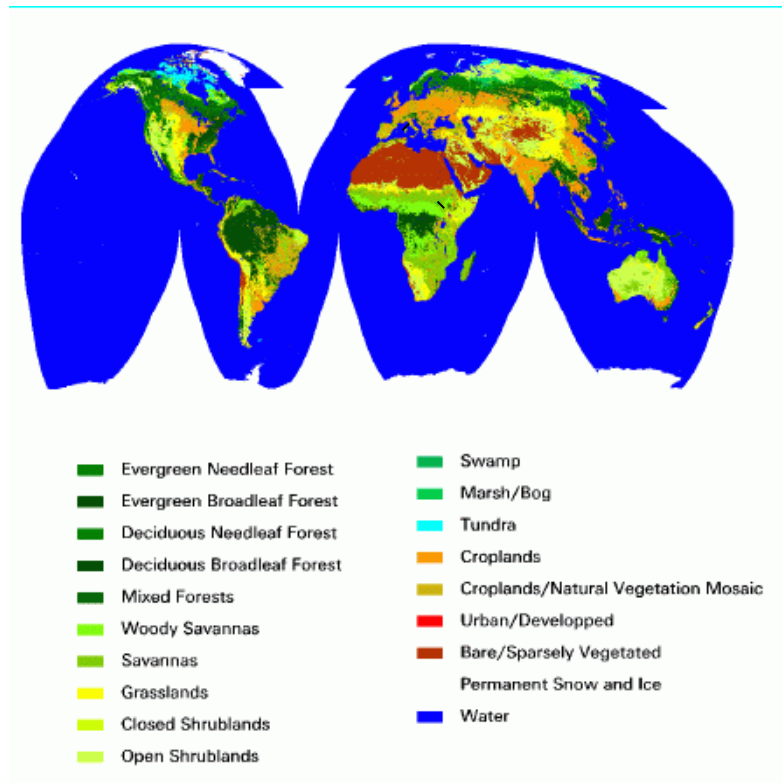 Evergreen Needleaf Forest
Evergreen Broadleaf Forest
Deciduous Needleaf Forest
Deciduous Broadleaf Forest
Mixed Forests
Woody Savannas
Savannas
Grasslands
Closed Shrublands
Open Shrublands
Swamp
Marsh/Bog
Tundra
Croplands
Croplands/Natural Vegetation Mosaic
Urban/Developped
Bare/Sparsely Vegetated
Permanent Snow and Ice
Water